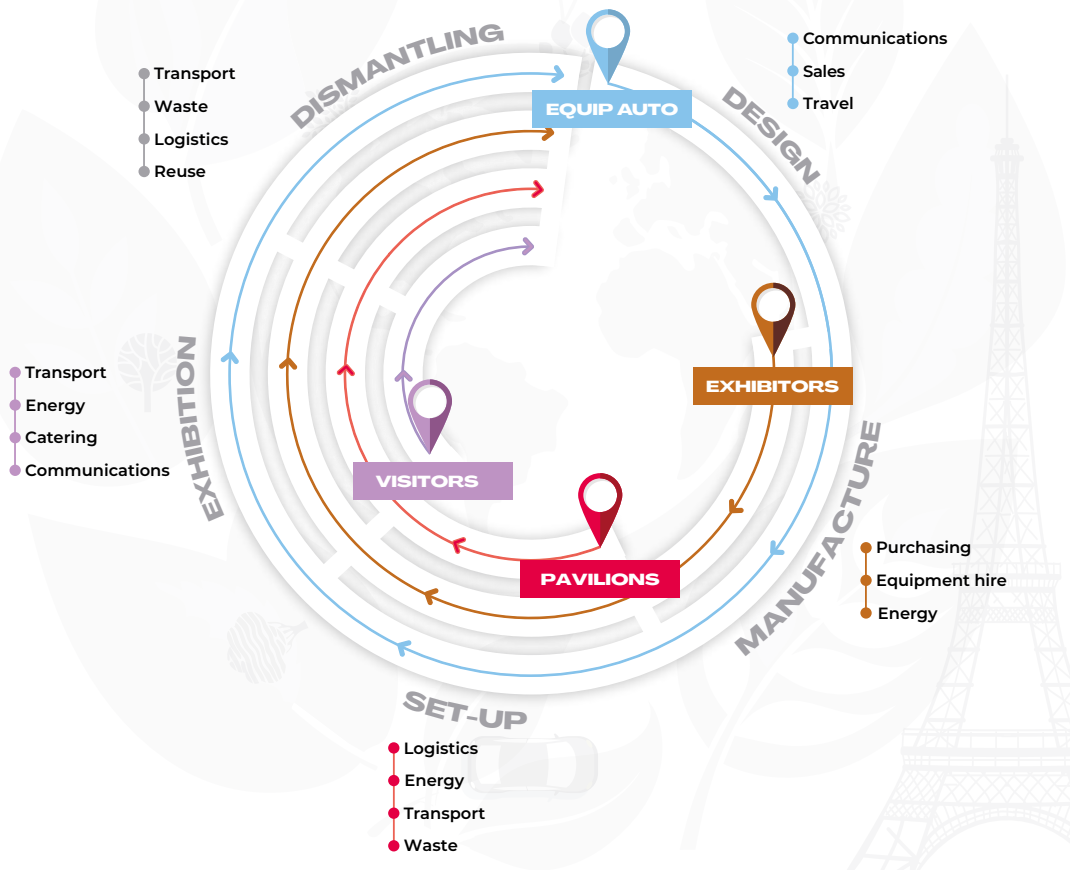 DISMANTLING
Transport
Waste
Logistics
Reuse
EQUIP AUTO
DESIGN
Communications
Sales
Travel
EXHIBITORS
MANUFACTURE
Purchasing
Equipment hire
Energy
PAVILIONS
SET-UP
Logistics
Energy
Transport
Waste
VISITORS
EXHIBITION
Transport
Energy
Catering
Communications